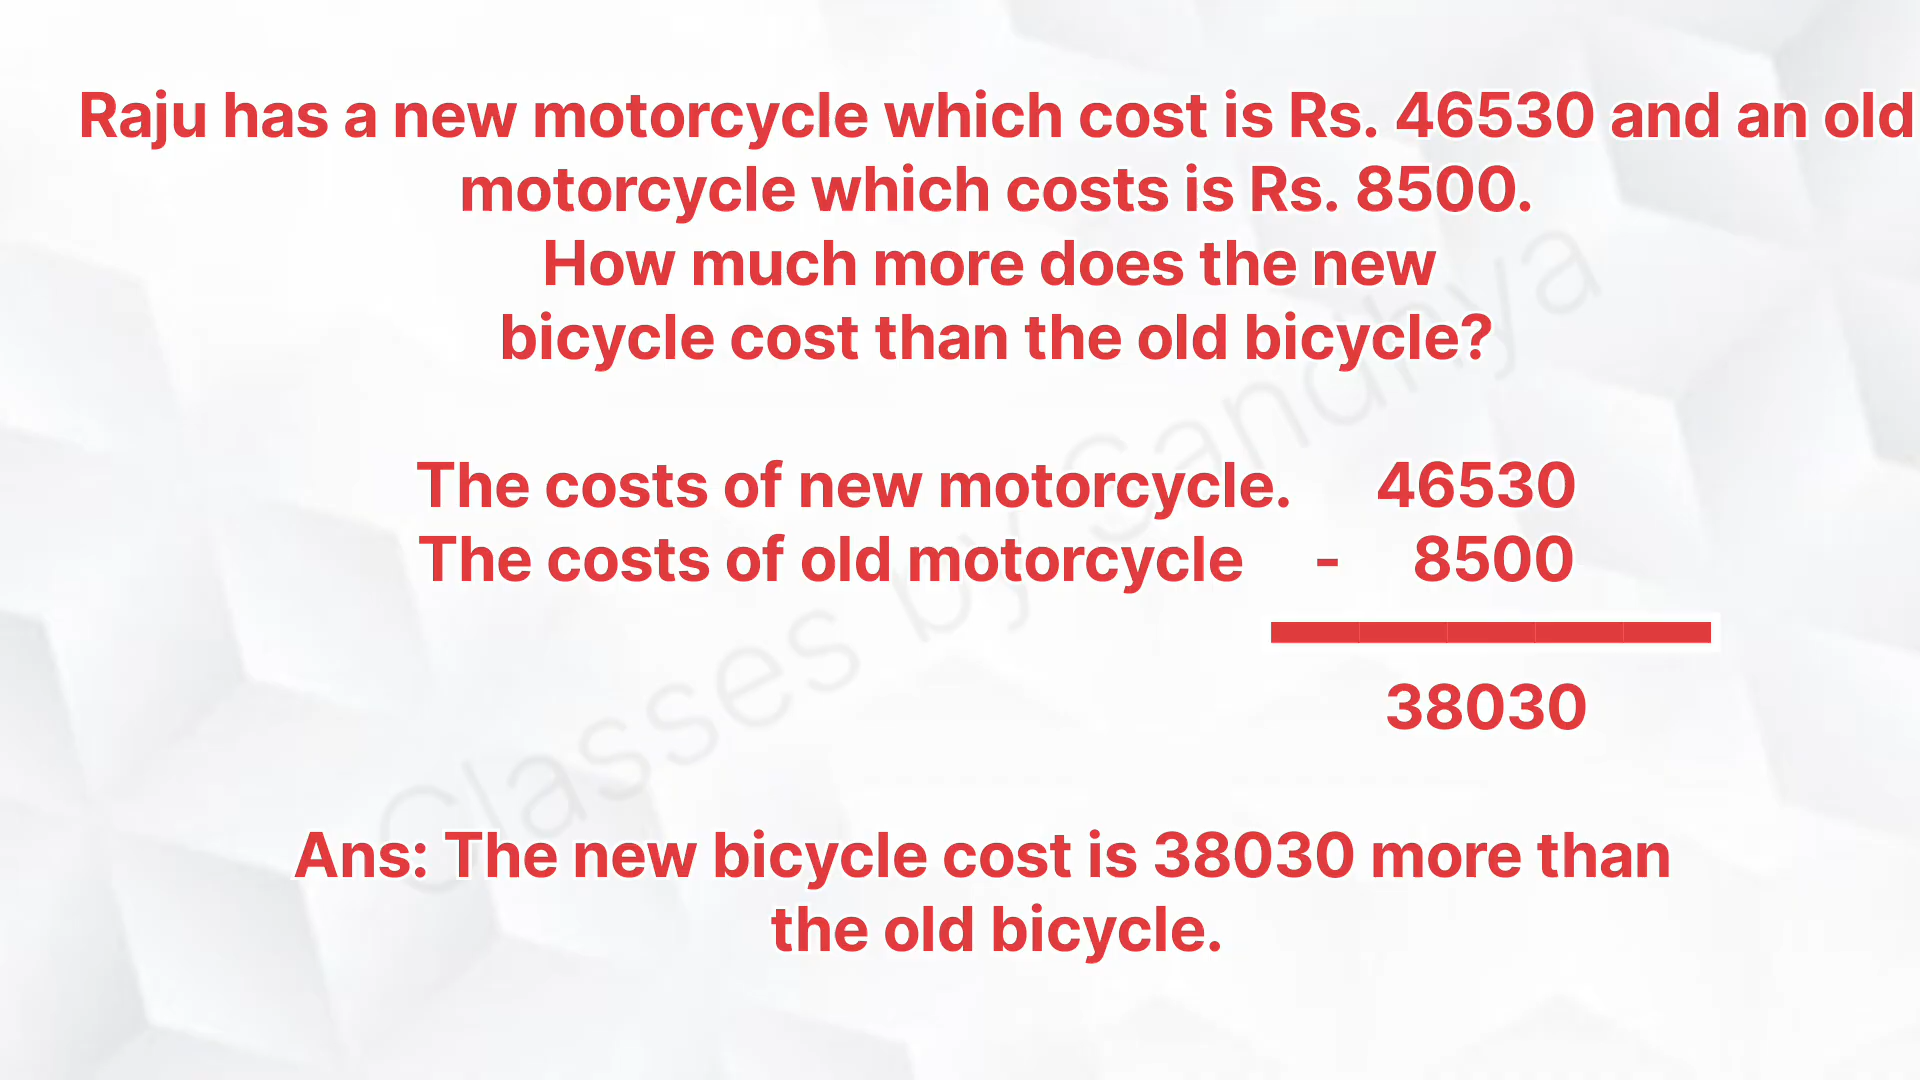 Raju has a new motorcycle which cost is Rs. 46530 and an old
motorcycle which costs is Rs. 8500.
How much more does the new
bicycle cost than the old bicycle?
The costs of new motorcycle. 46530
The costs of old motorcycle - 8500
38030
Ans: The new bicycle cost is 38030 more than
the old bicycle.
Classes by Sandhya